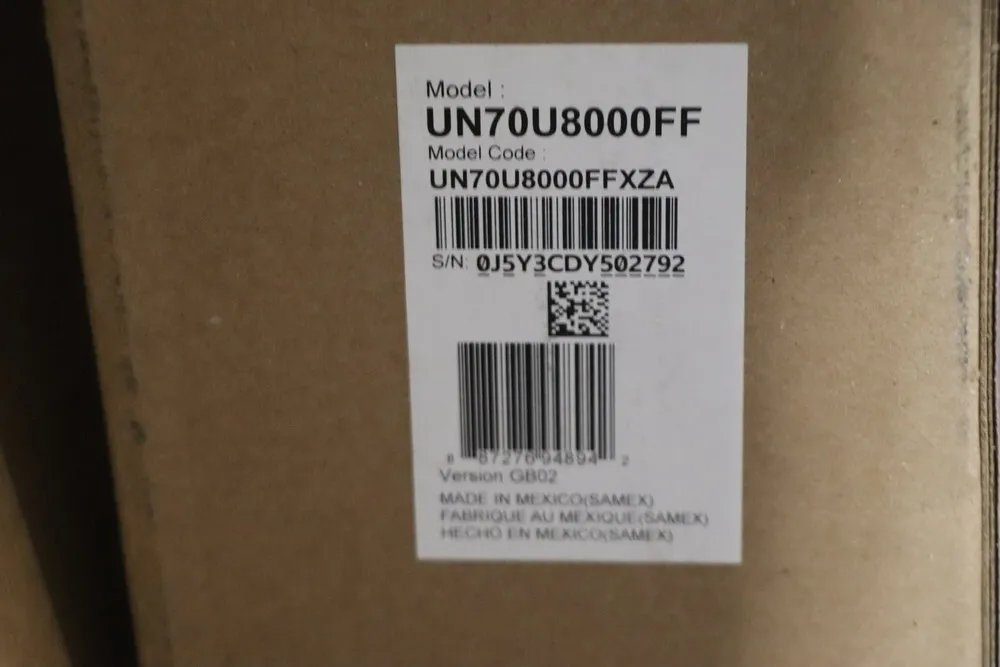 Model :
UN70U8000FF
Model Code :
UN70U8000FFXZA
S/N: 0J5Y3CDY502792
8 87276 94894 2
Version GB02
MADE IN MEXICO(SAMEX)
FABRIQUE AU MEXIQUE(SAMEX)
HECHO EN MEXICO(SAMEX)